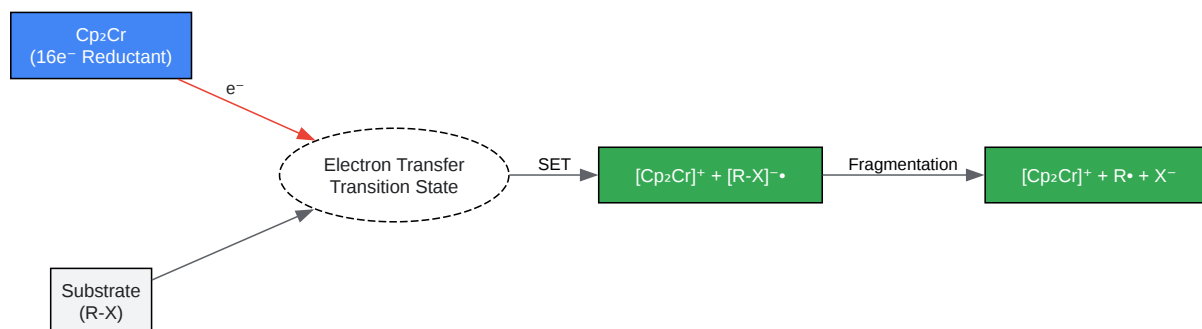 Cp₂Cr
(16e⁻ Reductant)
e⁻
Electron Transfer
Transition State
SET
[Cp₂Cr]⁺ + [R-X]⁻•
Fragmentation
[Cp₂Cr]⁺ + R• + X⁻
Substrate
(R-X)